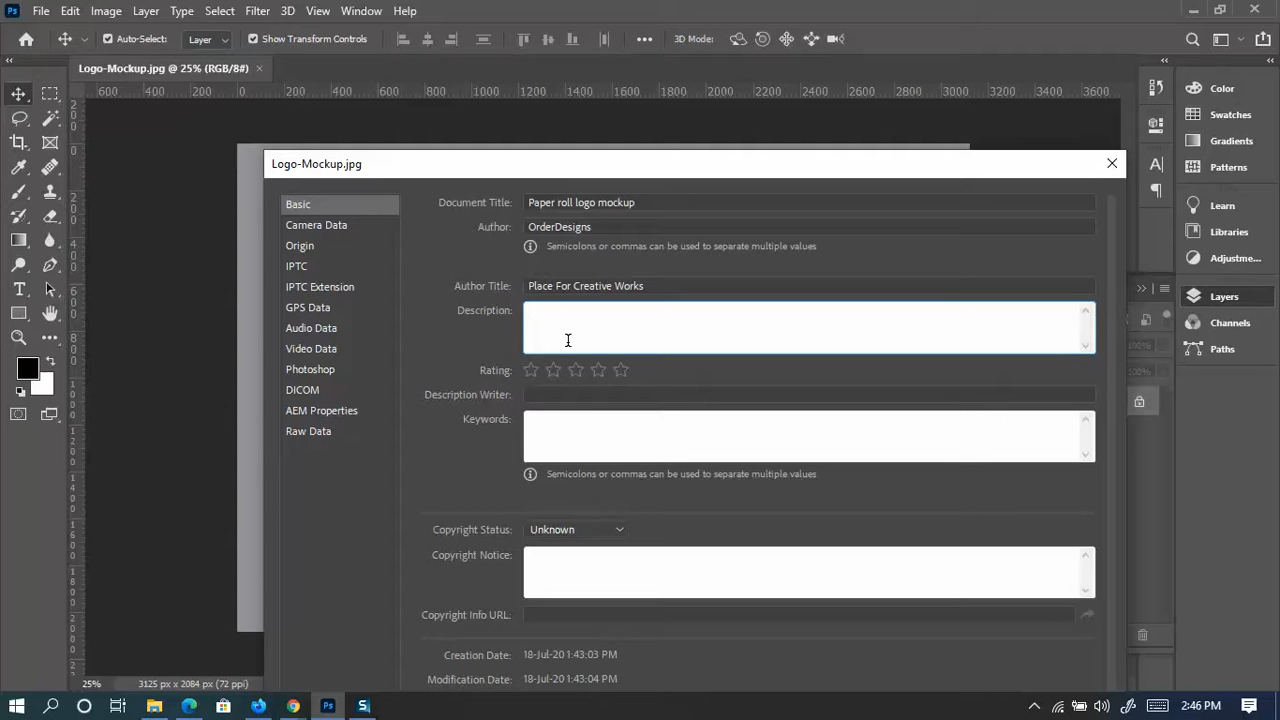 Ps File Edit Image Layer Type Select Filter 3D View Window Help
Auto-Select: Layer Show Transform Controls 3D Mode:
Logo-Mockup.jpg @ 25% (RGB/8#)
600 400 200 0 200 400 600 800 1000 1200 1400 1600 1800 2000 2200 2400 2600 2800 3000 3200 3400 3600
Logo-Mockup.jpg
Basic
Camera Data
Origin
IPTC
IPTC Extension
GPS Data
Audio Data
Video Data
Photoshop
DICOM
AEM Properties
Raw Data
Document Title: Paper roll logo mockup
Author: OrderDesigns
Semicolons or commas can be used to separate multiple values
Author Title: Place For Creative Works
Description:
Rating:
Description Writer:
Keywords:
Semicolons or commas can be used to separate multiple values
Copyright Status: Unknown
Copyright Notice:
Copyright Info URL:
Creation Date: 18-Jul-20 1:43:03 PM
Modification Date: 18-Jul-20 1:43:04 PM
Color
Swatches
Gradients
Patterns
Learn
Libraries
Adjustme...
Layers
Channels
Paths
100%
100%
25% 3125 px x 2084 px (72 ppi)
Ps S 2:46 PM